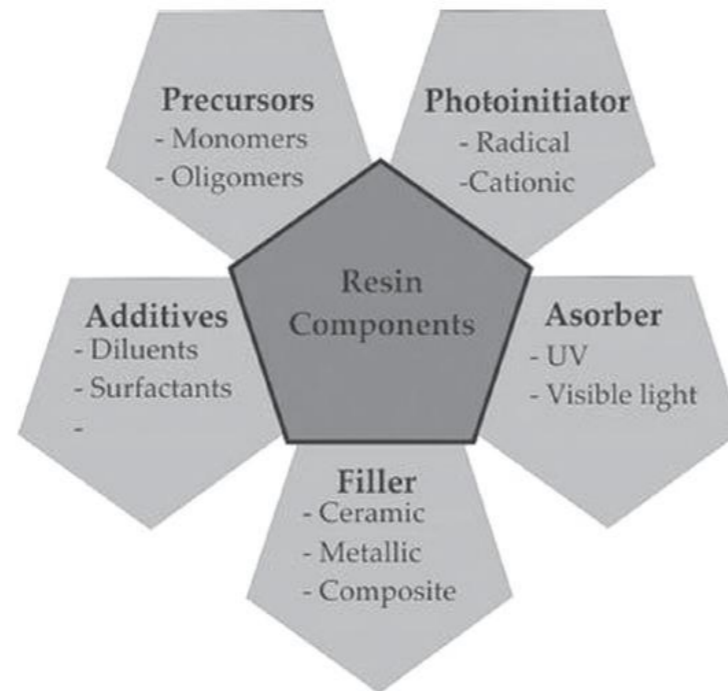 Precursors
- Monomers
- Oligomers
Photoinitiator
- Radical
-Cationic
Resin
Components
Additives
- Diluents
- Surfactants
-
Asorber
- UV
- Visible light
Filler
- Ceramic
- Metallic
- Composite